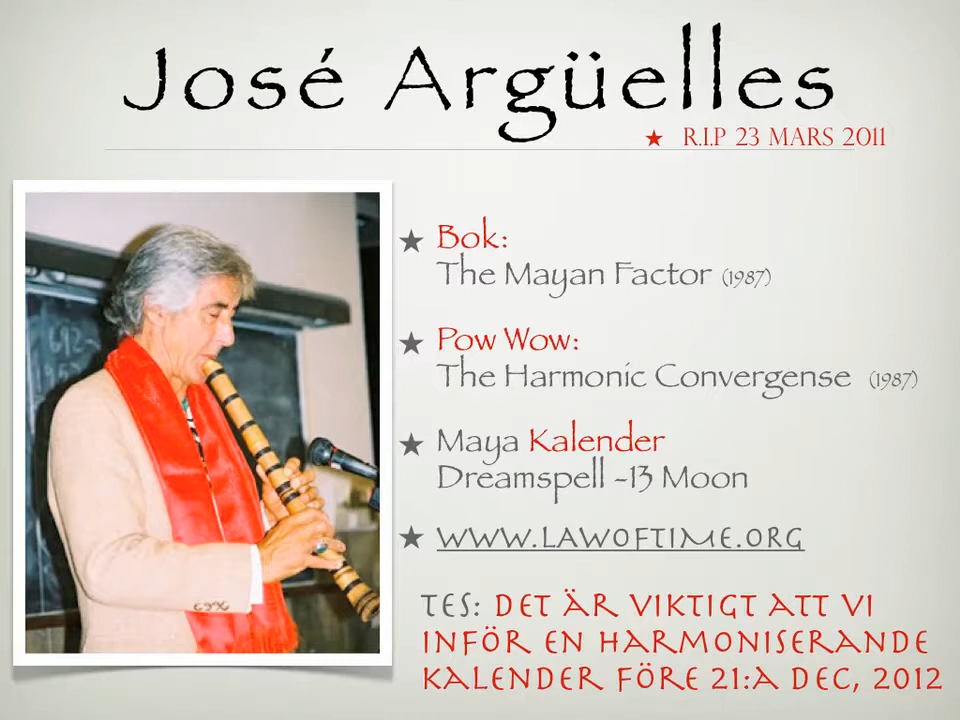 José Argüelles
★ R.I.P 23 MARS 2011
★ Bok:
The Mayan Factor (1987)
★ Pow Wow:
The Harmonic Convergense (1987)
★ Maya Kalender
Dreamspell -13 Moon
★ WWW.LAWOFTIME.ORG
TES: DET ÄR VIKTIGT ATT VI
INFÖR EN HARMONISERANDE
KALENDER FÖRE 21:A DEC, 2012